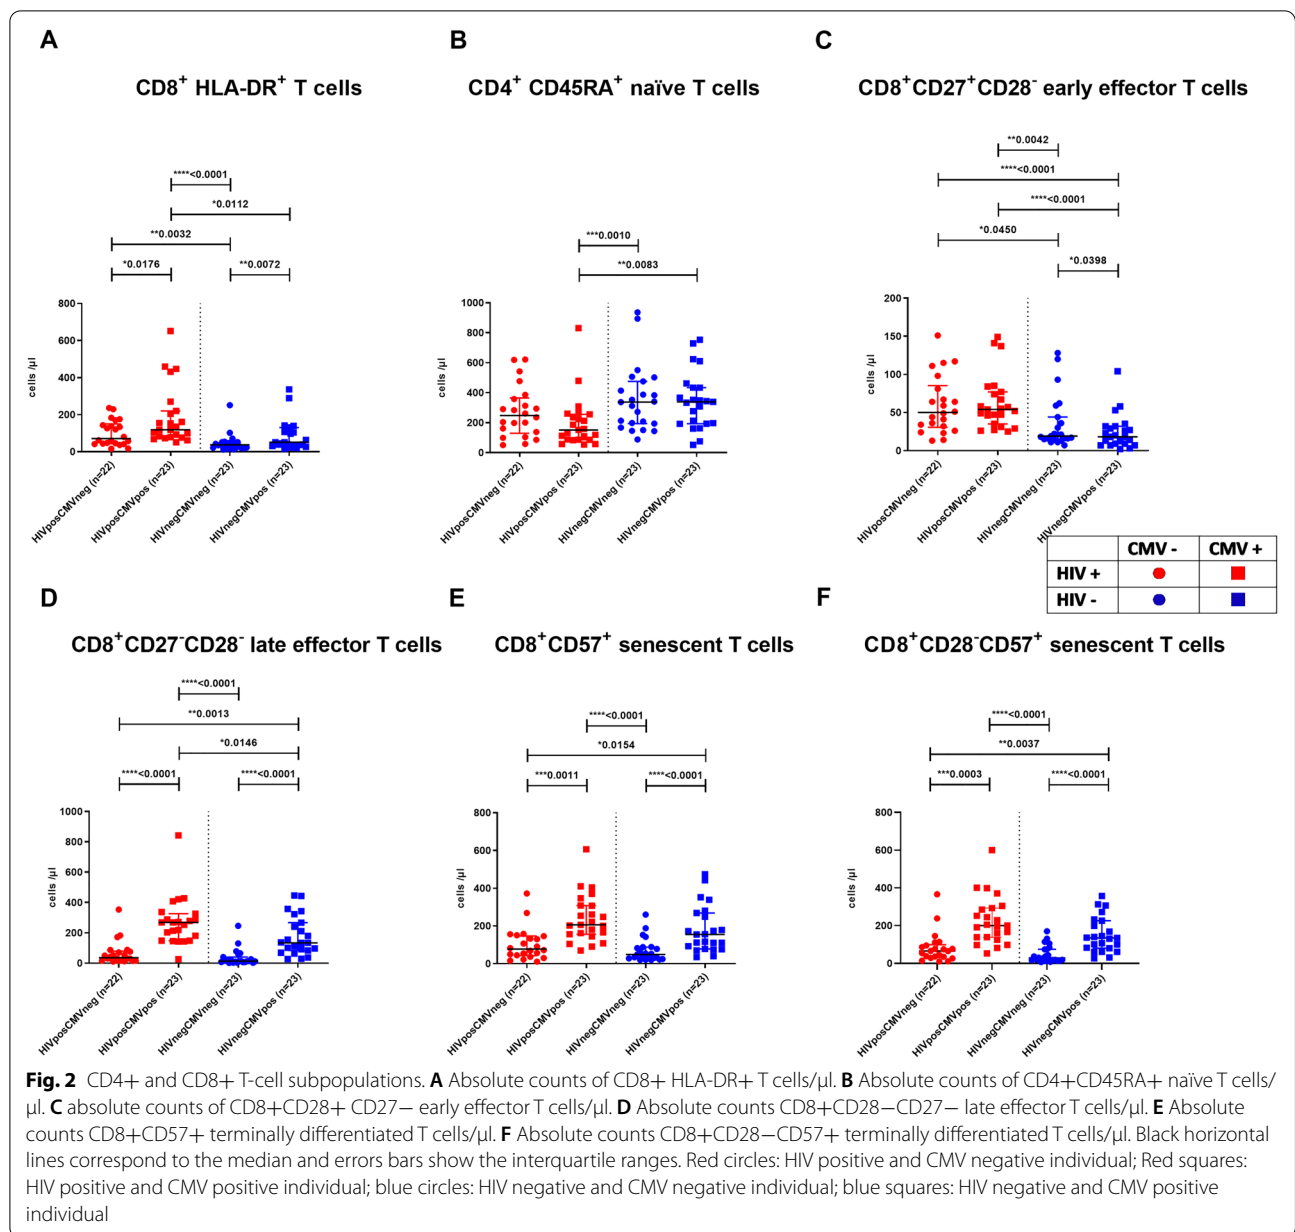 A
CD8⁺ HLA-DR⁺ T cells
****<0.0001
*0.0112
**0.0032
*0.0176
**0.0072
800
600
400
200
0
cells /µl
HIVposCMVneg (n=22)
HIVposCMVpos (n=23)
HIVnegCMVneg (n=23)
HIVnegCMVpos (n=23)
B
CD4⁺ CD45RA⁺ naïve T cells
***0.0010
**0.0083
1000
800
600
400
200
0
cells /µl
HIVposCMVneg (n=22)
HIVposCMVpos (n=23)
HIVnegCMVneg (n=23)
HIVnegCMVpos (n=23)
C
CD8⁺CD27⁺CD28⁻ early effector T cells
**0.0042
****<0.0001
****<0.0001
*0.0450
*0.0398
200
150
100
50
0
cells /µl
HIVposCMVneg (n=22)
HIVposCMVpos (n=23)
HIVnegCMVneg (n=23)
HIVnegCMVpos (n=23)
CMV - CMV +
HIV +
HIV -
D
CD8⁺CD27⁻CD28⁻ late effector T cells
****<0.0001
**0.0013
*0.0146
****<0.0001
****<0.0001
1000
800
600
400
200
0
cells /µl
HIVposCMVneg (n=22)
HIVposCMVpos (n=23)
HIVnegCMVneg (n=23)
HIVnegCMVpos (n=23)
E
CD8⁺CD57⁺ senescent T cells
****<0.0001
*0.0154
***0.0011
****<0.0001
800
600
400
200
0
cells /µl
HIVposCMVneg (n=22)
HIVposCMVpos (n=23)
HIVnegCMVneg (n=23)
HIVnegCMVpos (n=23)
F
CD8⁺CD28⁻CD57⁺ senescent T cells
****<0.0001
**0.0037
***0.0003
****<0.0001
800
600
400
200
0
cells /µl
HIVposCMVneg (n=22)
HIVposCMVpos (n=23)
HIVnegCMVneg (n=23)
HIVnegCMVpos (n=23)
Fig. 2 CD4+ and CD8+ T-cell subpopulations. A Absolute counts of CD8+ HLA-DR+ T cells/µl. B Absolute counts of CD4+CD45RA+ naïve T cells/
µl. C absolute counts of CD8+CD28+ CD27− early effector T cells/µl. D Absolute counts CD8+CD28−CD27− late effector T cells/µl. E Absolute
counts CD8+CD57+ terminally differentiated T cells/µl. F Absolute counts CD8+CD28−CD57+ terminally differentiated T cells/µl. Black horizontal
lines correspond to the median and errors bars show the interquartile ranges. Red circles: HIV positive and CMV negative individual; Red squares:
HIV positive and CMV positive individual; blue circles: HIV negative and CMV negative individual; blue squares: HIV negative and CMV positive
individual